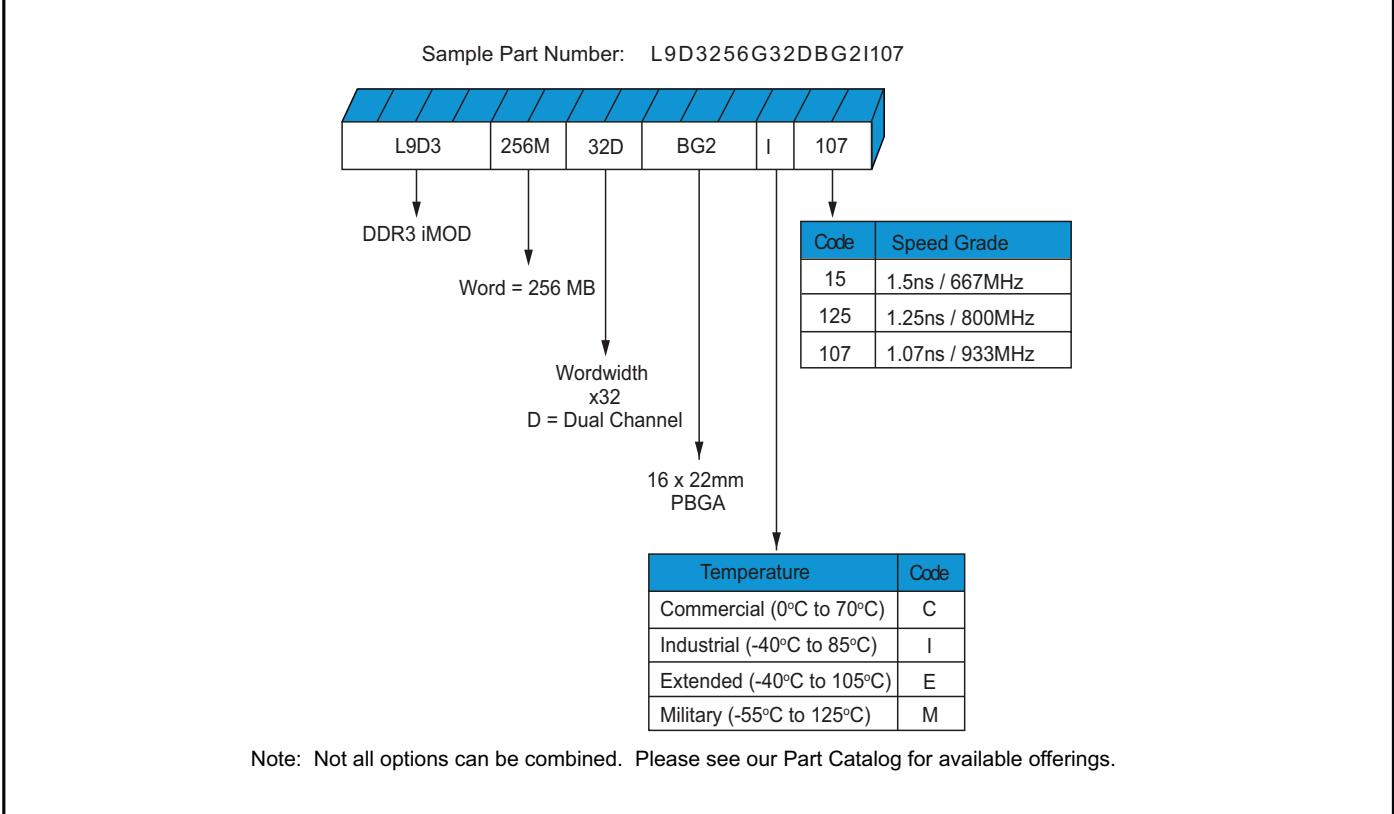 Sample Part Number: L9D3256G32DBG2I107
L9D3 256M 32D BG2 I 107
DDR3 iMOD
Word = 256 MB
Wordwidth
x32
D = Dual Channel
16 x 22mm
PBGA
Code Speed Grade
15 1.5ns / 667MHz
125 1.25ns / 800MHz
107 1.07ns / 933MHz
Temperature Code
Commercial (0°C to 70°C) C
Industrial (-40°C to 85°C) I
Extended (-40°C to 105°C) E
Military (-55°C to 125°C) M
Note: Not all options can be combined. Please see our Part Catalog for available offerings.